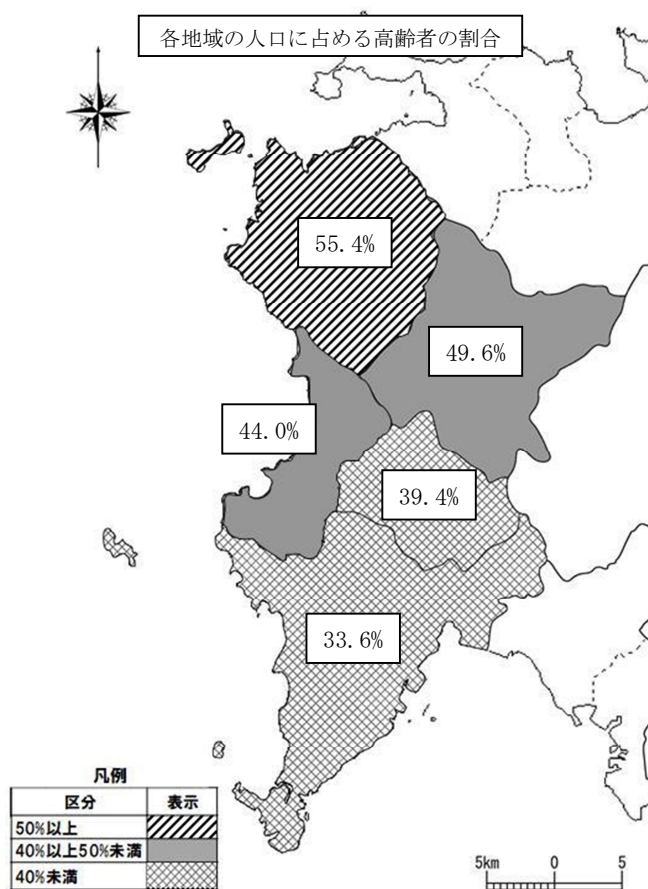 各地域の人口に占める高齢者の割合
55.4%
49.6%
44.0%
39.4%
33.6%
凡例
区分 表示
50%以上
40%以上50%未満
40%未満
5km 0 5